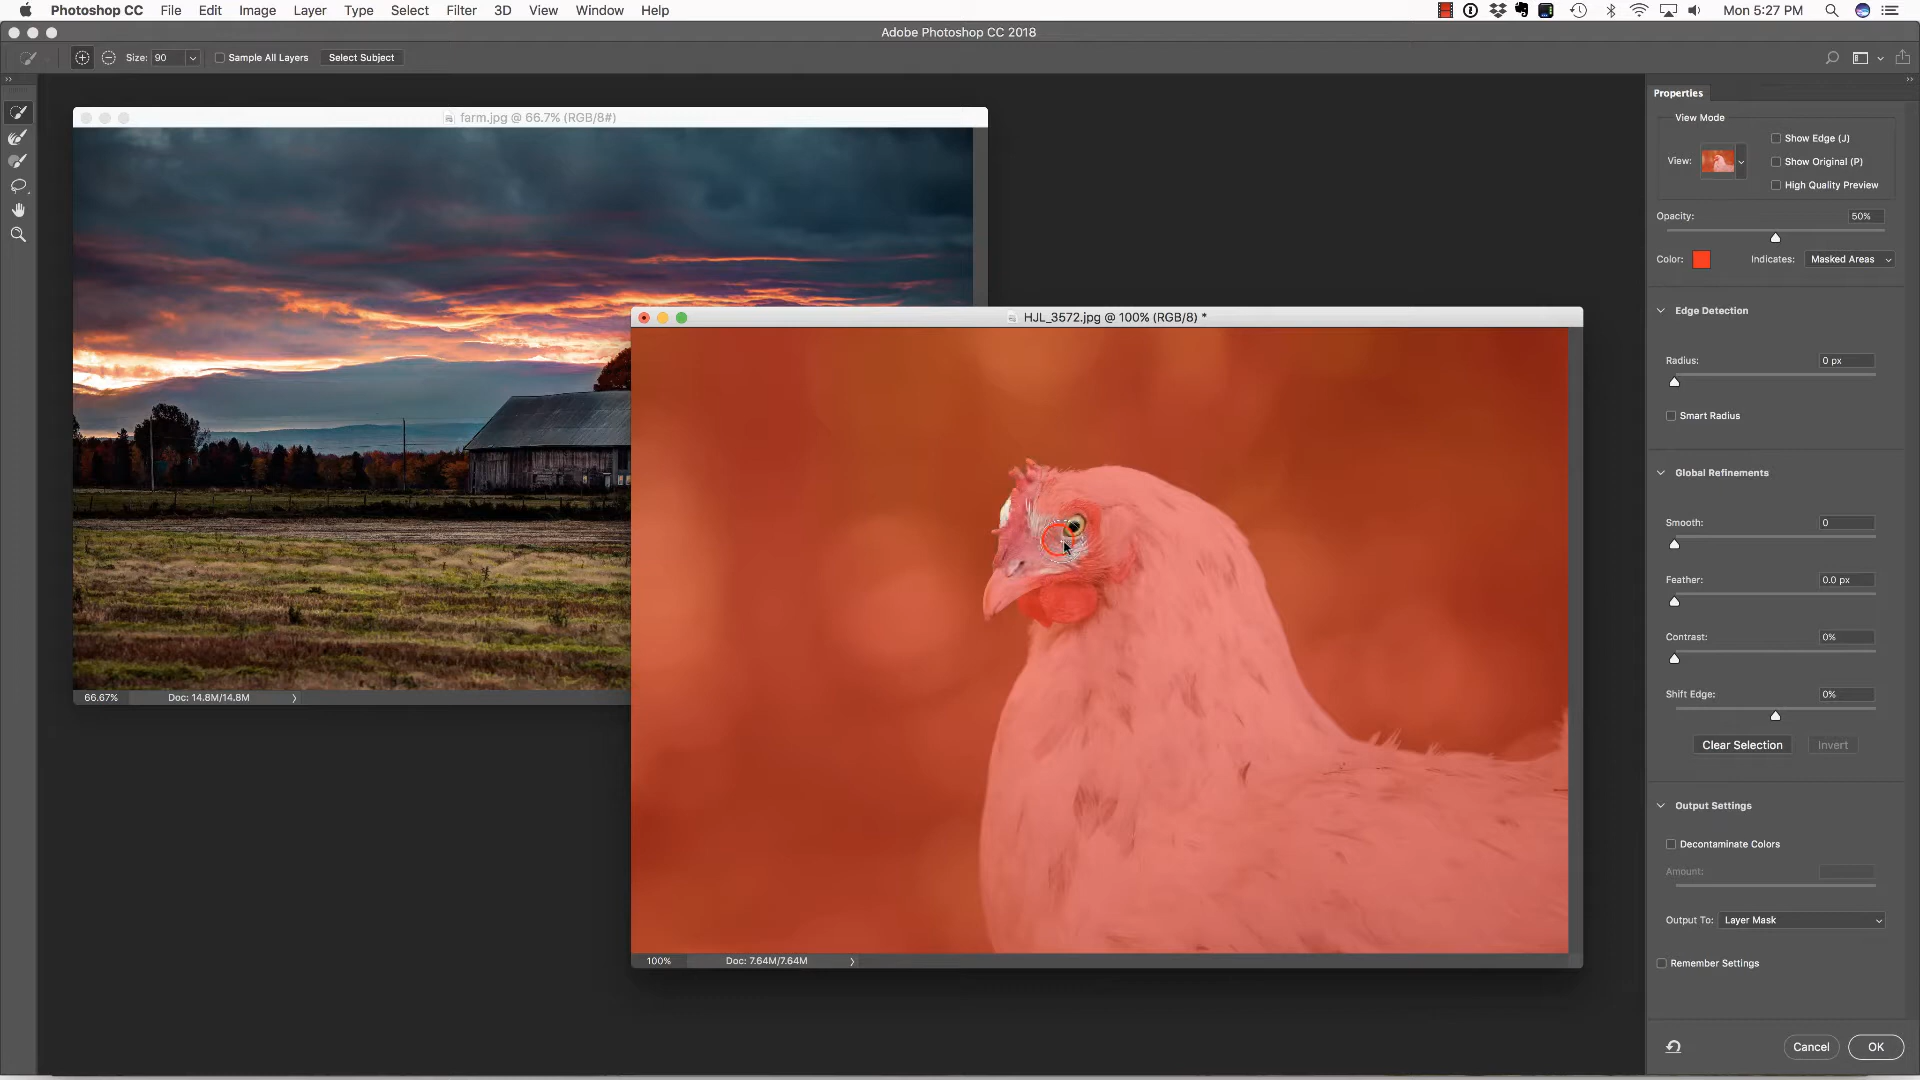 Photoshop CC File Edit Image Layer Type Select Filter 3D View Window Help Mon 5:27 PM
Adobe Photoshop CC 2018
Size: 90 Sample All Layers Select Subject
Properties
farm.jpg @ 66.7% (RGB/8#)
66.67% Doc: 14.8M/14.8M
HJL_3572.jpg @ 100% (RGB/8) *
100% Doc: 7.64M/7.64M
View Mode
Show Edge (J)
View: Show Original (P)
High Quality Preview
Opacity: 50%
Color: Indicates: Masked Areas
Edge Detection
Radius: 0 px
Smart Radius
Global Refinements
Smooth: 0
Feather: 0.0 px
Contrast: 0%
Shift Edge: 0%
Clear Selection Invert
Output Settings
Decontaminate Colors
Amount:
Output To: Layer Mask
Remember Settings
Cancel OK